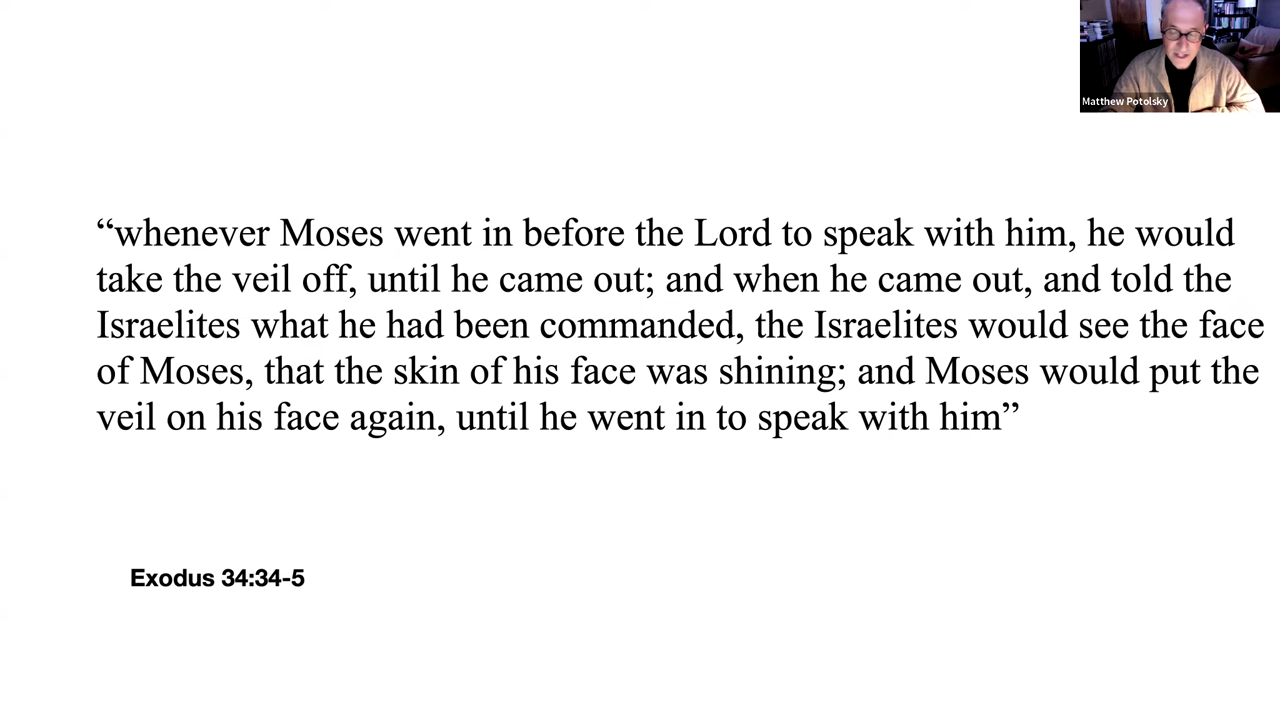 Matthew Potolsky
“whenever Moses went in before the Lord to speak with him, he would
take the veil off, until he came out; and when he came out, and told the
Israelites what he had been commanded, the Israelites would see the face
of Moses, that the skin of his face was shining; and Moses would put the
veil on his face again, until he went in to speak with him”
Exodus 34:34-5